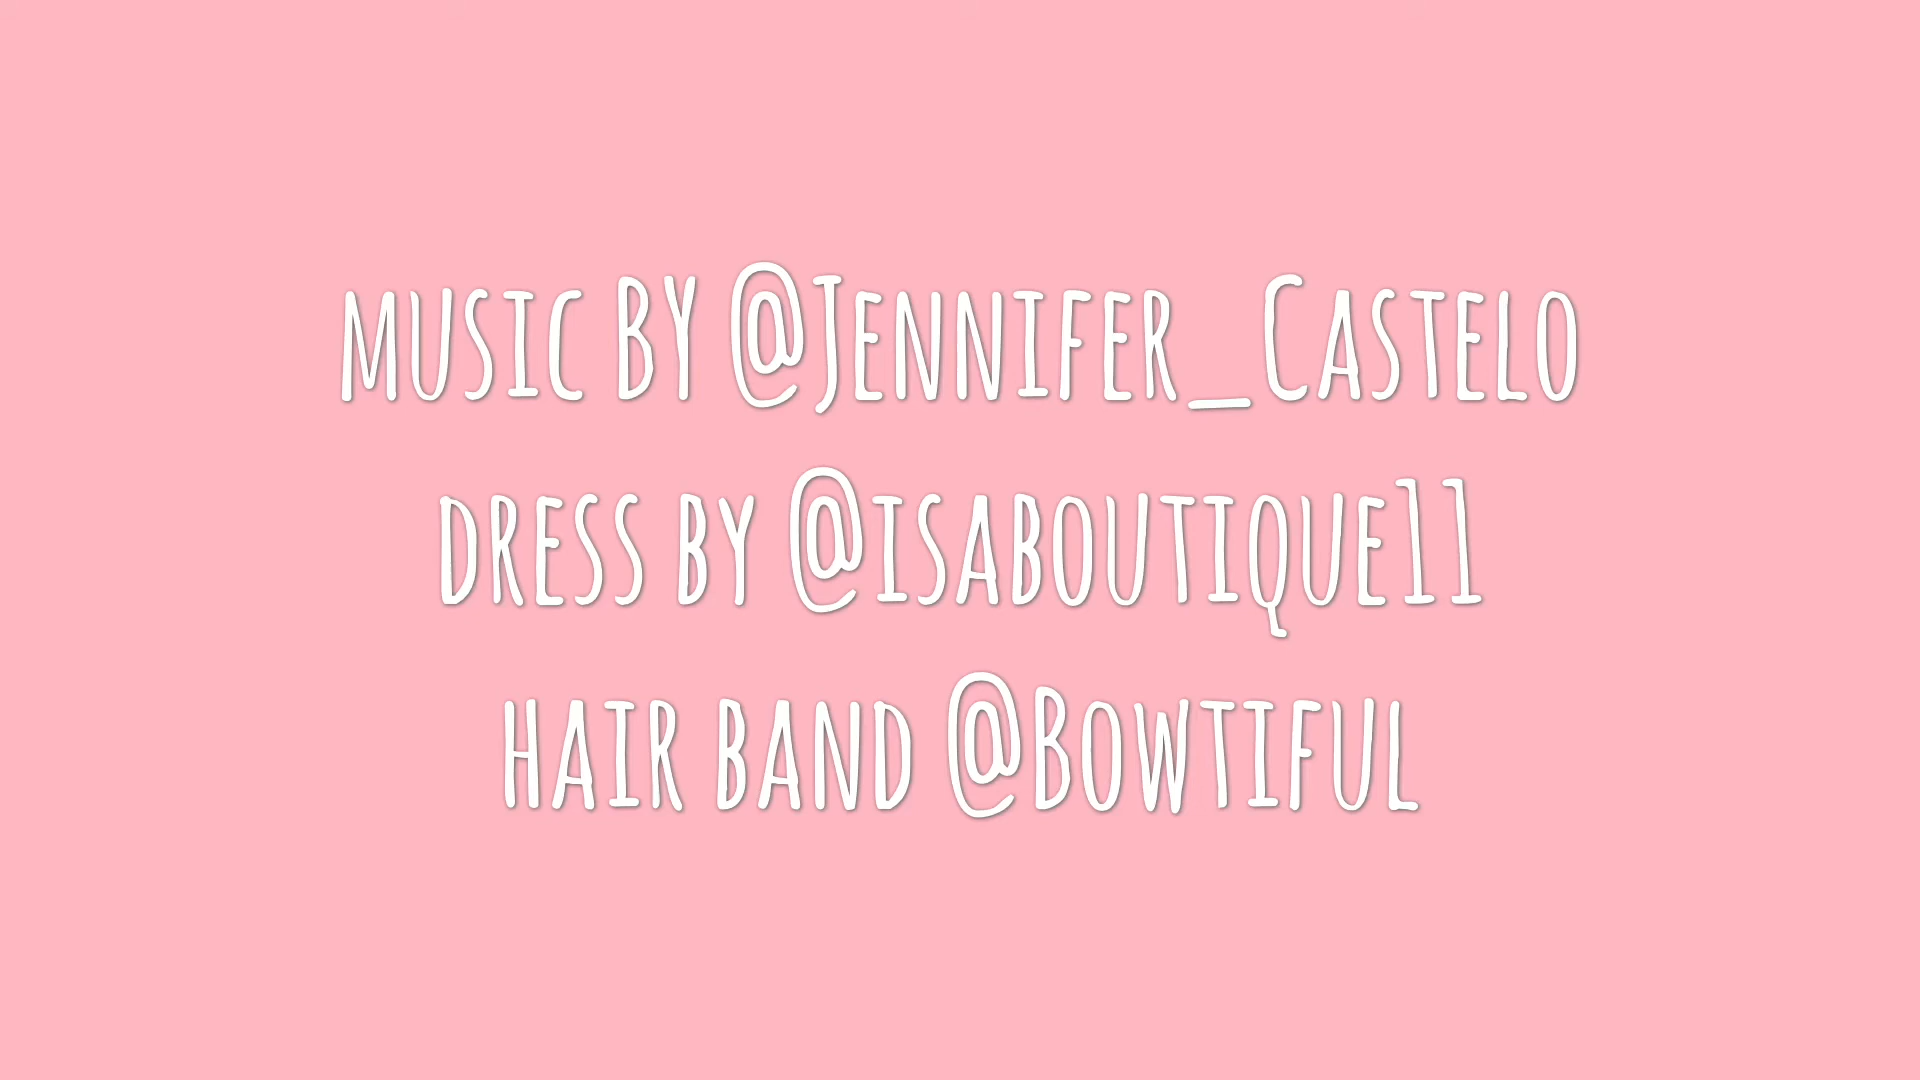 music BY @Jennifer_Castelo
dress by @isaboutique11
hair band @Bowtiful